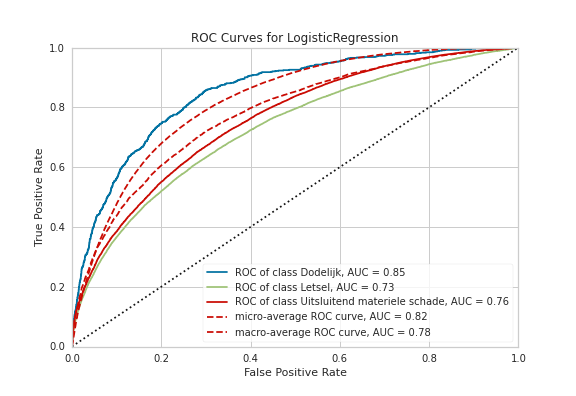 ROC Curves for LogisticRegression
1.0
0.8
0.6
0.4
0.2
0.0
True Positive Rate
ROC of class Dodelijk, AUC = 0.85
ROC of class Letsel, AUC = 0.73
ROC of class Uitsluitend materiele schade, AUC = 0.76
micro-average ROC curve, AUC = 0.82
macro-average ROC curve, AUC = 0.78
0.0 0.2 0.4 0.6 0.8 1.0
False Positive Rate